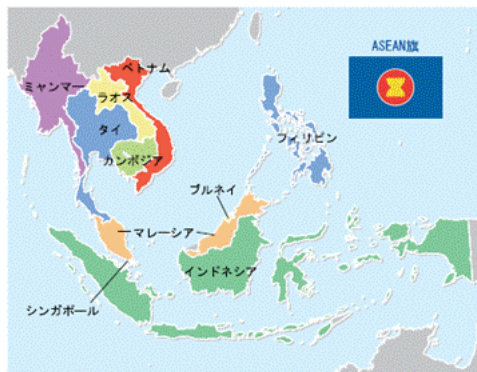 ASEAN旗
ベトナム
ミャンマー
ラオス
タイ
フィリピン
カンボジア
ブルネイ
マレーシア
インドネシア
シンガポール